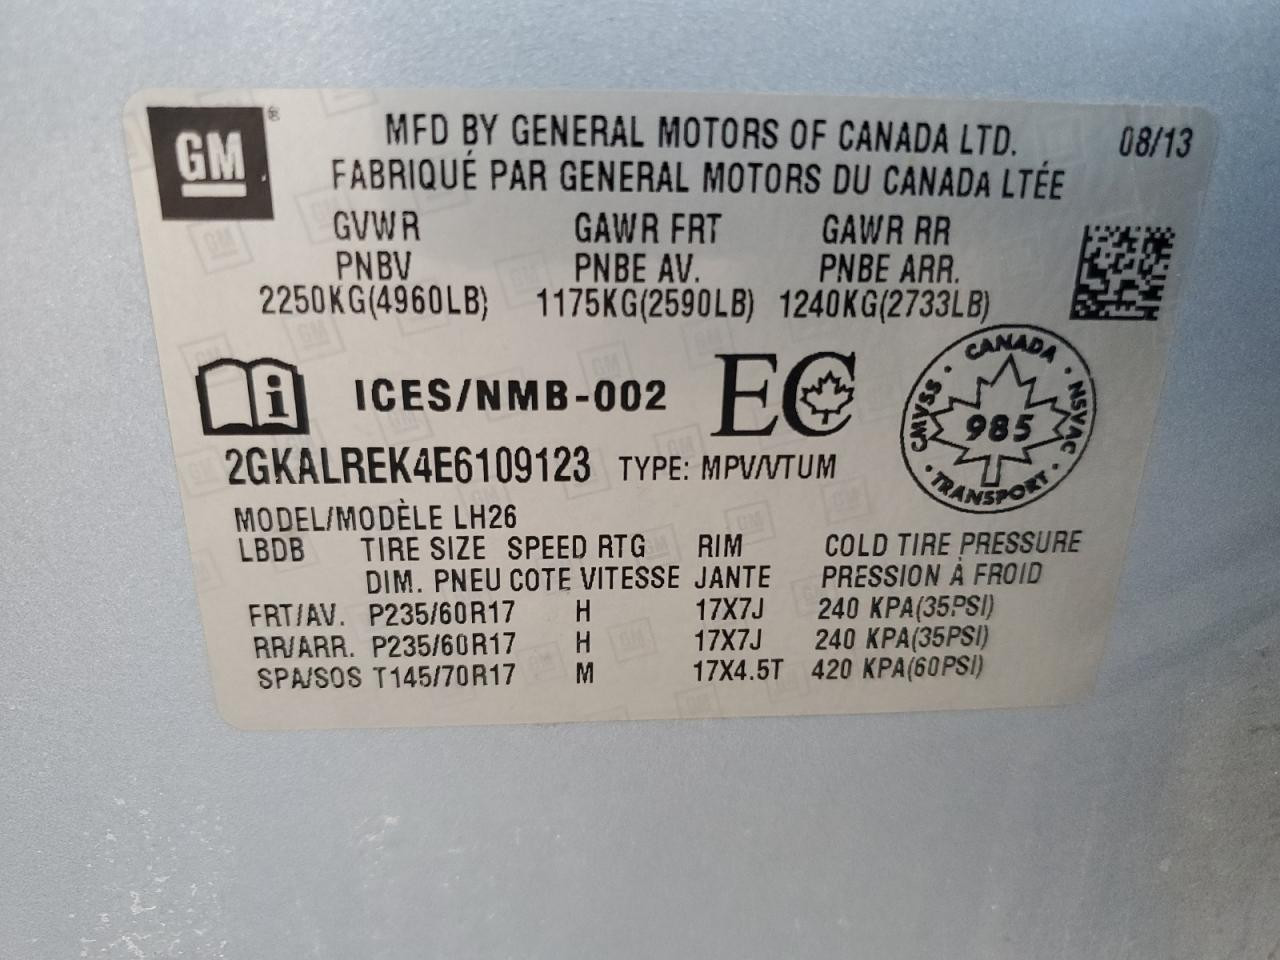 GM®
MFD BY GENERAL MOTORS OF CANADA LTD. 08/13
FABRIQUÉ PAR GENERAL MOTORS DU CANADA LTÉE
GVWR GAWR FRT GAWR RR
PNBV PNBE AV. PNBE ARR.
2250KG(4960LB) 1175KG(2590LB) 1240KG(2733LB)
i ICES/NMB-002 EC
CANADA
CMVSS 985 NSVAC
TRANSPORT
2GKALREK4E6109123 TYPE: MPV/VTUM
MODEL/MODÈLE LH26
LBDB TIRE SIZE SPEED RTG RIM COLD TIRE PRESSURE
DIM. PNEU COTE VITESSE JANTE PRESSION À FROID
FRT/AV. P235/60R17 H 17X7J 240 KPA(35PSI)
RR/ARR. P235/60R17 H 17X7J 240 KPA(35PSI)
SPA/SOS T145/70R17 M 17X4.5T 420 KPA(60PSI)